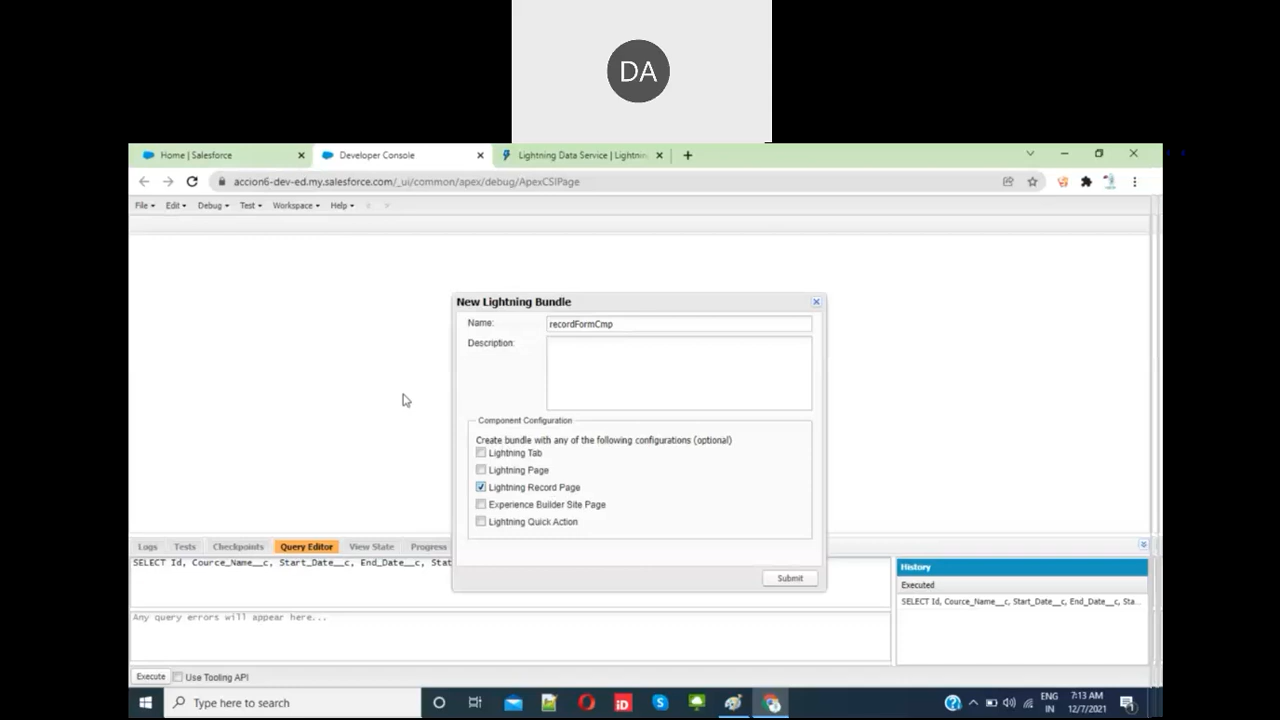 DA
Home | Salesforce
Developer Console
Lightning Data Service | Lightnin
accion6-dev-ed.my.salesforce.com/_ui/common/apex/debug/ApexCSIPage
File Edit Debug Test Workspace Help < >
New Lightning Bundle
Name: recordFormCmp
Description:
Component Configuration
Create bundle with any of the following configurations (optional)
Lightning Tab
Lightning Page
Lightning Record Page
Experience Builder Site Page
Lightning Quick Action
Submit
Logs Tests Checkpoints Query Editor View State Progress
SELECT Id, Cource_Name__c, Start_Date__c, End_Date__c, Stat
Any query errors will appear here...
History
Executed
SELECT Id, Cource_Name__c, Start_Date__c, End_Date__c, Sta...
Execute Use Tooling API
Type here to search
iD
ENG
IN
7:13 AM
12/7/2021
1